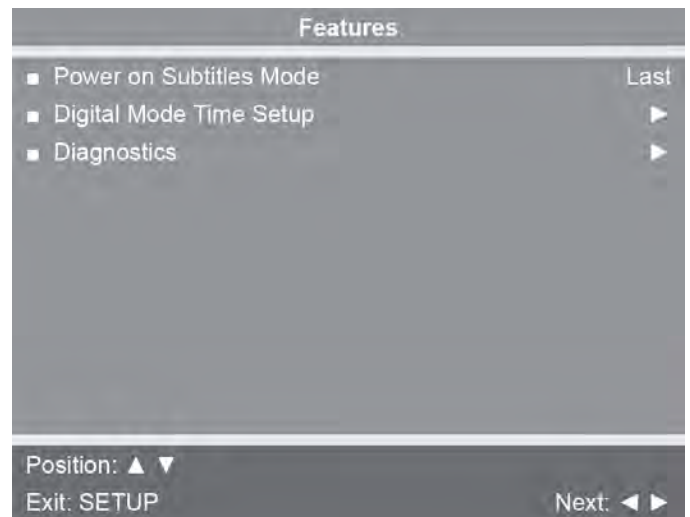 Features
■ Power on Subtitles Mode Last
■ Digital Mode Time Setup ▶
■ Diagnostics ▶
Position: ▲ ▼
Exit: SETUP Next: ◀ ▶